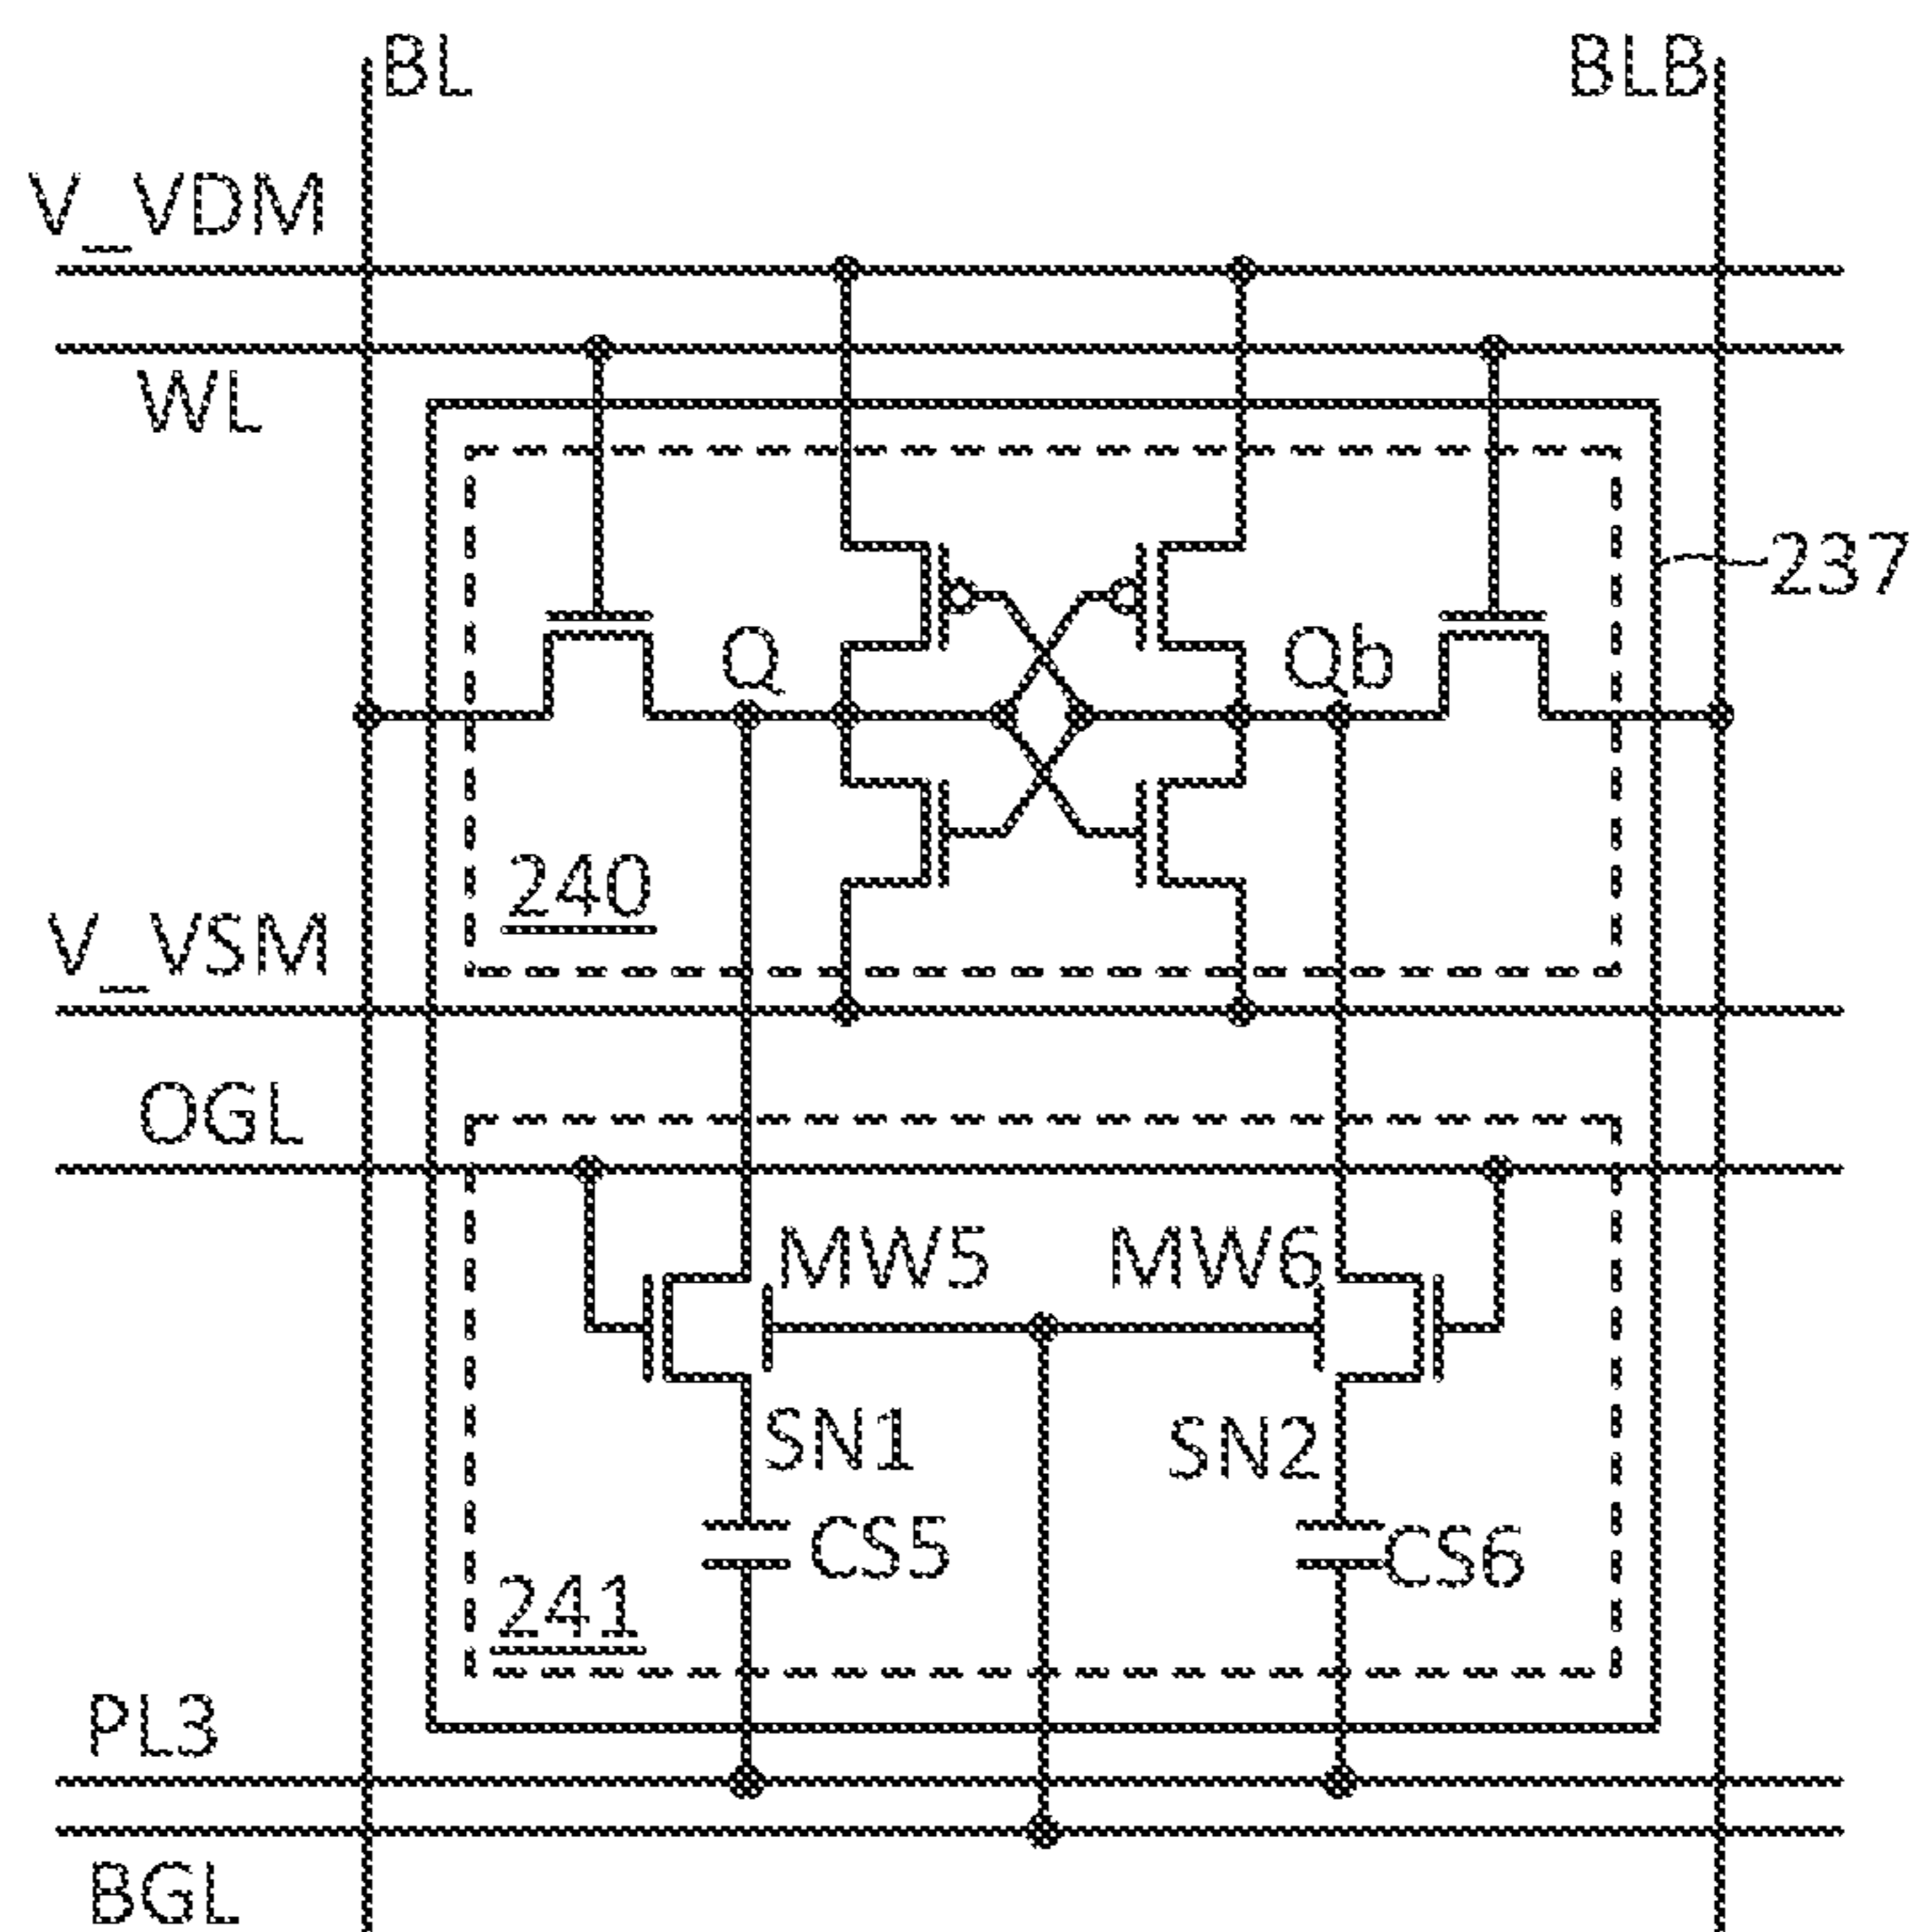 BL
BLB
V_VDM
WL
237
Q
Qb
240
V_VSM
OGL
MW5
MW6
SN1
SN2
CS5
CS6
241
PL3
BGL